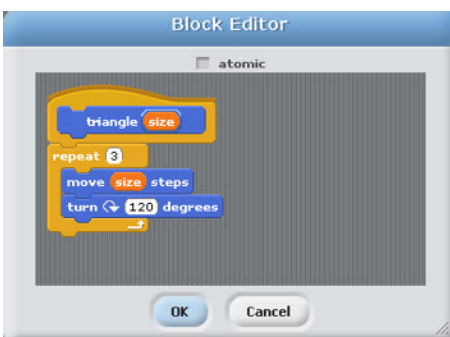 Block Editor
atomic
triangle size
repeat 3
move size steps
turn 120 degrees
OK Cancel